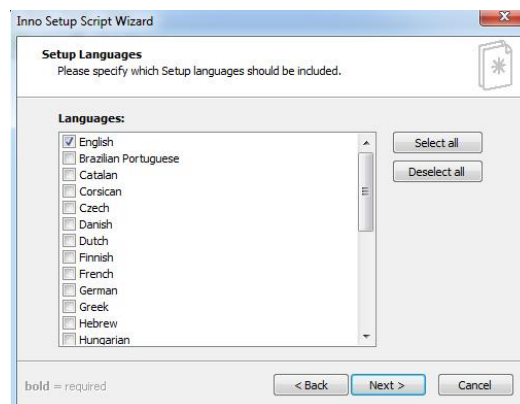 Inno Setup Script Wizard
Setup Languages
Please specify which Setup languages should be included.
Languages:
English
Brazilian Portuguese
Catalan
Corsican
Czech
Danish
Dutch
Finnish
French
German
Greek
Hebrew
Hungarian
Select all
Deselect all
bold = required
< Back
Next >
Cancel